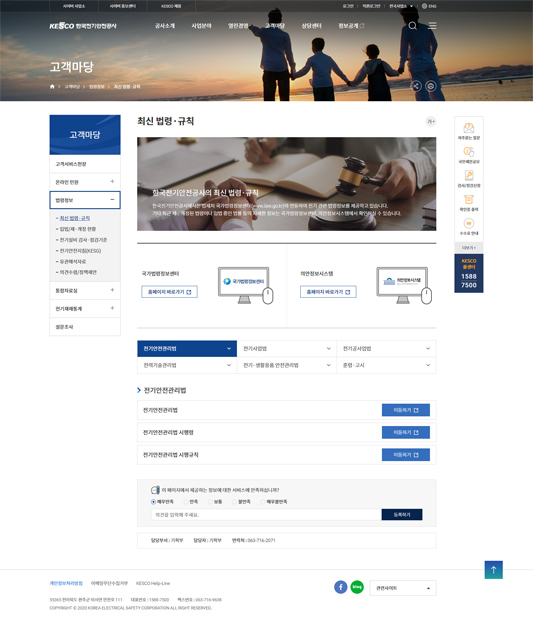 사이버 지사
사이버 홍보센터
KESCO 채널
로그인
직원로그인
전국사업소
ENG
KESCO 한국전기안전공사
공사소개
사업분야
열린경영
고객마당
상담센터
정보공개
고객마당
고객마당
법령정보
최신 법령·규칙
고객마당
고객서비스헌장
온라인 민원
법령정보
최신 법령·규칙
입법/제·개정 현황
전기설비 검사·점검기준
전기안전지침(KESG)
유권해석자료
의견수렴/정책제안
통합자료실
전기재해통계
설문조사
최신 법령·규칙
가+
한국전기안전공사의 최신 법령·규칙
한국전기안전공사에서는 법제처 국가법령정보센터(www.law.go.kr)에 연동하여 전기 관련 법령정보를 제공하고 있습니다.
기타 최근 제·개정된 법령이나 입법 중인 법률 등의 자세한 정보는 국가법령정보센터, 의안정보시스템에서 확인하실 수 있습니다.
국가법령정보센터
홈페이지 바로가기
국가법령정보센터
의안정보시스템
홈페이지 바로가기
의안정보시스템
전기안전관리법
전기사업법
전기공사업법
전력기술관리법
전기·생활용품 안전관리법
훈령·고시
전기안전관리법
전기안전관리법
이동하기
전기안전관리법 시행령
이동하기
전기안전관리법 시행규칙
이동하기
이 페이지에서 제공하는 정보에 대한 서비스에 만족하십니까?
매우만족
만족
보통
불만족
매우불만족
의견을 입력해 주세요.
등록하기
담당부서 : 기획부
담당자 : 기획부
연락처 : 063-716-2071
자주묻는 질문
국민제안공모
검사/점검신청
확인증 출력
수수료 안내
더보기 +
KESCO
콜센터
1588
7500
개인정보처리방침
이메일무단수집거부
KESCO Help-Line
blog
관련사이트
55365 전라북도 완주군 이서면 안전로 111
대표전화 : 1588-7500
팩스번호 : 063-716-9638
COPYRIGHT © 2020 KOREA ELECTRICAL SAFETY CORPORATION ALL RIGHT RESERVED.